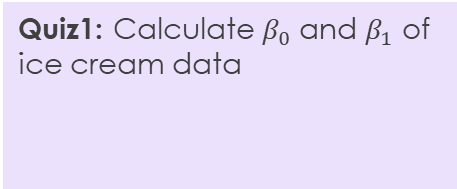 Quiz1: Calculate β₀ and β₁ of
ice cream data